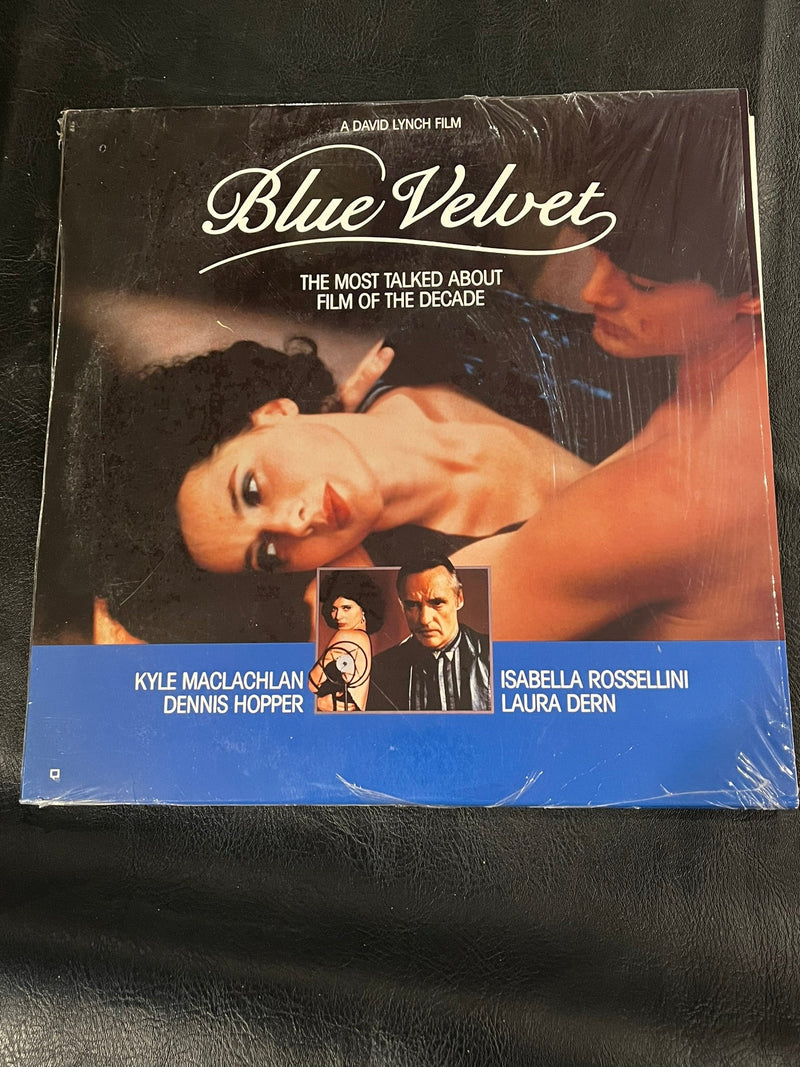 A DAVID LYNCH FILM
Blue Velvet
THE MOST TALKED ABOUT
FILM OF THE DECADE
KYLE MACLACHLAN
DENNIS HOPPER
ISABELLA ROSSELLINI
LAURA DERN